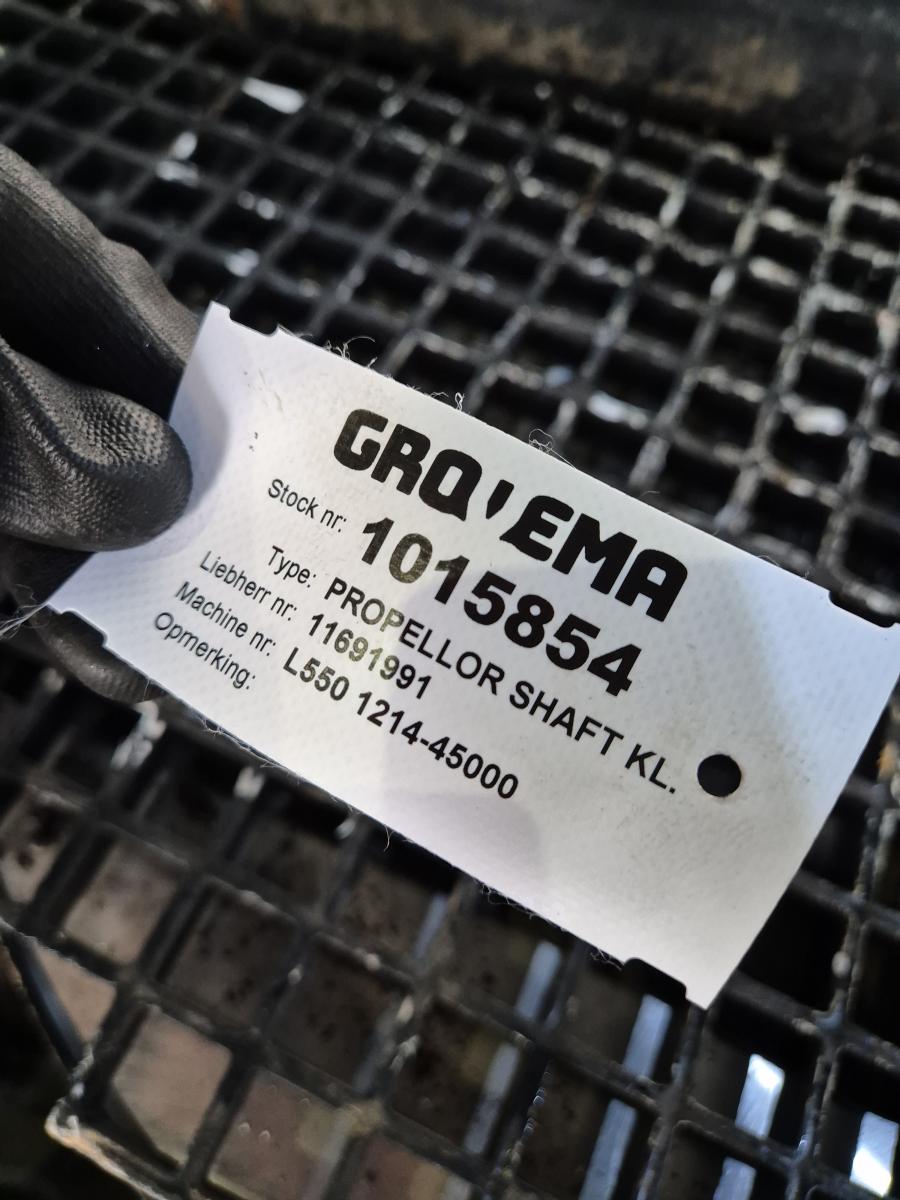 GRO'EMA
Stock nr: 1015854
Type: PROPELLOR SHAFT KL.
Liebherr nr: 11691991
Machine nr: L550 1214-45000
Opmerking: